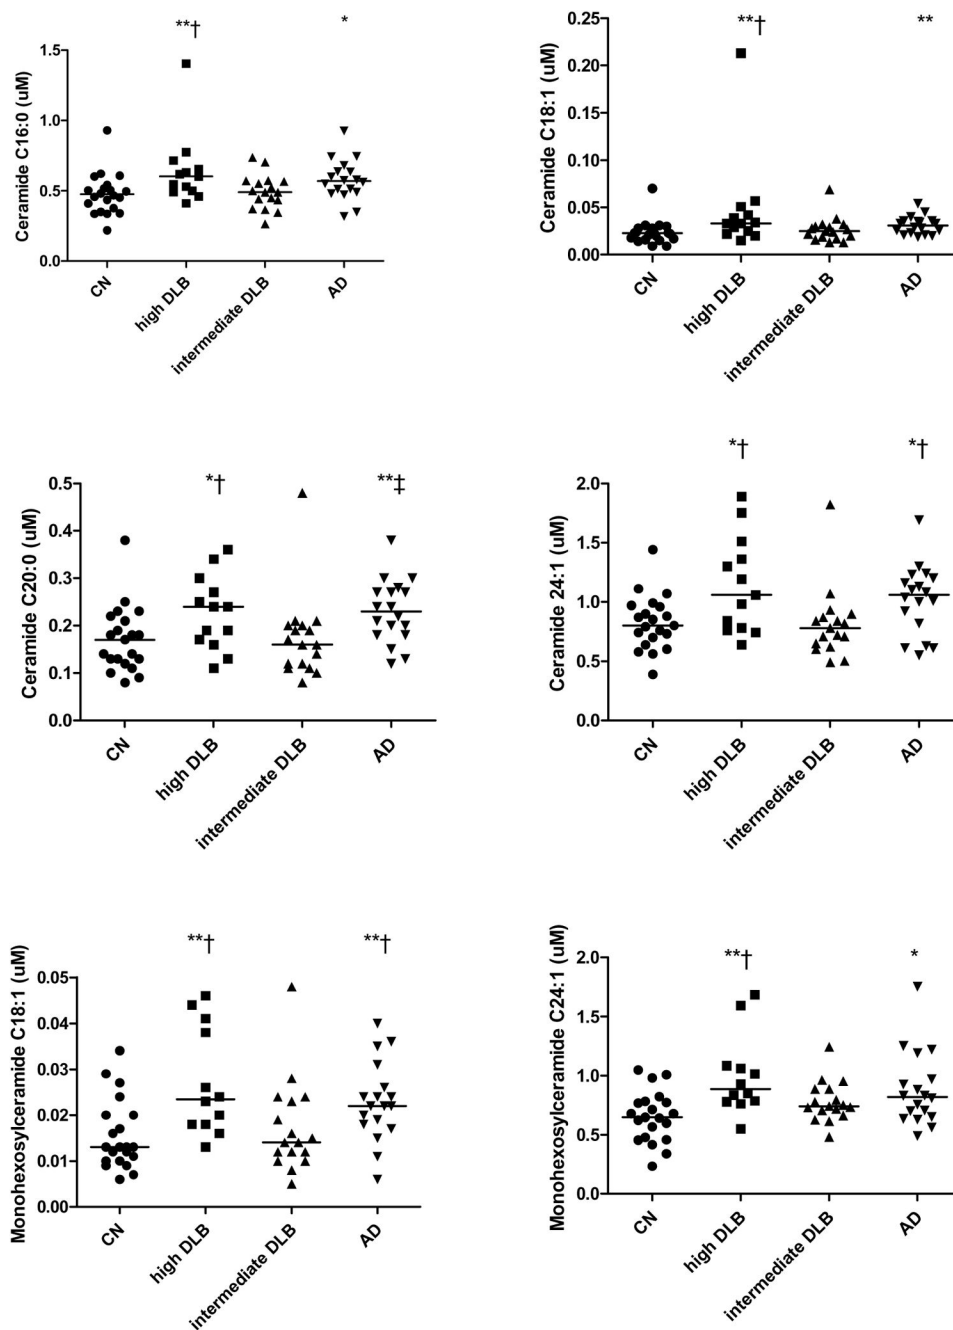 **†
*
Ceramide C16:0 (uM)
1.5
1.0
0.5
0.0
CN
high DLB
intermediate DLB
AD
**†
**
Ceramide C18:1 (uM)
0.25
0.20
0.15
0.10
0.05
0.00
CN
high DLB
intermediate DLB
AD
*†
**‡
Ceramide C20:0 (uM)
0.5
0.4
0.3
0.2
0.1
0.0
CN
high DLB
intermediate DLB
AD
*†
*†
Ceramide 24:1 (uM)
2.0
1.5
1.0
0.5
0.0
CN
high DLB
intermediate DLB
AD
**†
**†
Monohexosylceramide C18:1 (uM)
0.05
0.04
0.03
0.02
0.01
0.00
CN
high DLB
intermediate DLB
AD
**†
*
Monohexosylceramide C24:1 (uM)
2.0
1.5
1.0
0.5
0.0
CN
high DLB
intermediate DLB
AD